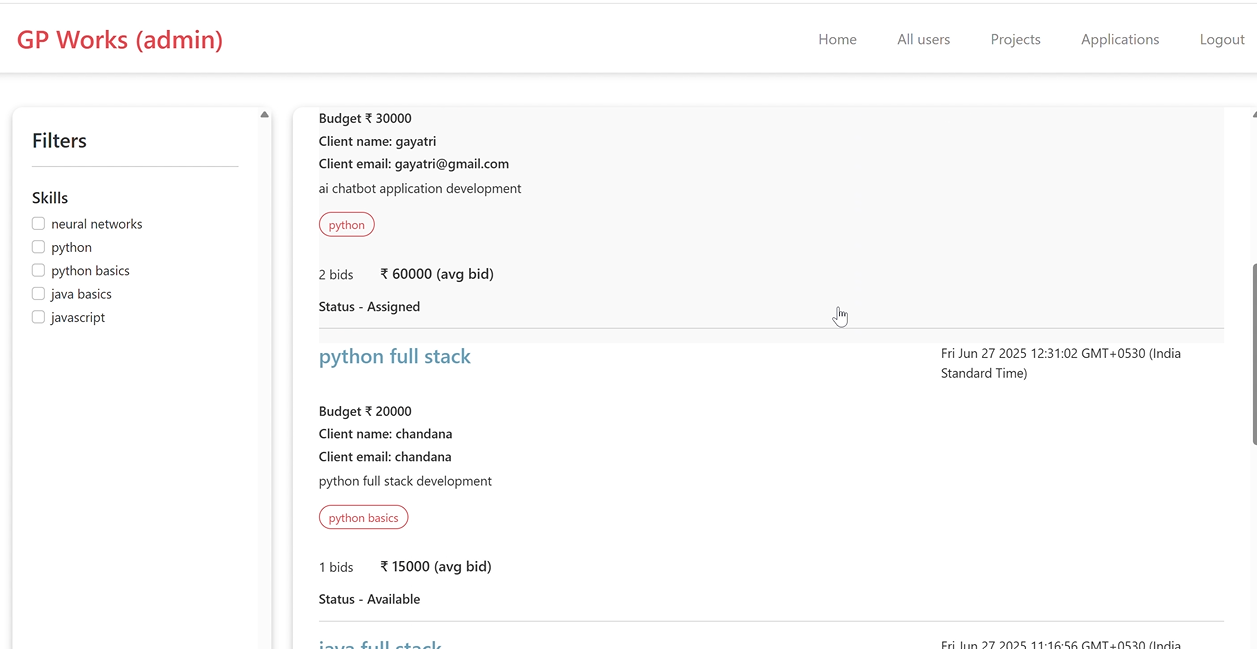 GP Works (admin)
Home All users Projects Applications Logout
Filters
Skills
neural networks
python
python basics
java basics
javascript
Budget ₹ 30000
Client name: gayatri
Client email: gayatri@gmail.com
ai chatbot application development
python
2 bids ₹ 60000 (avg bid)
Status - Assigned
python full stack
Fri Jun 27 2025 12:31:02 GMT+0530 (India
Standard Time)
Budget ₹ 20000
Client name: chandana
Client email: chandana
python full stack development
python basics
1 bids ₹ 15000 (avg bid)
Status - Available
java full stack
Fri Jun 27 2025 11:16:56 GMT+0530 (India